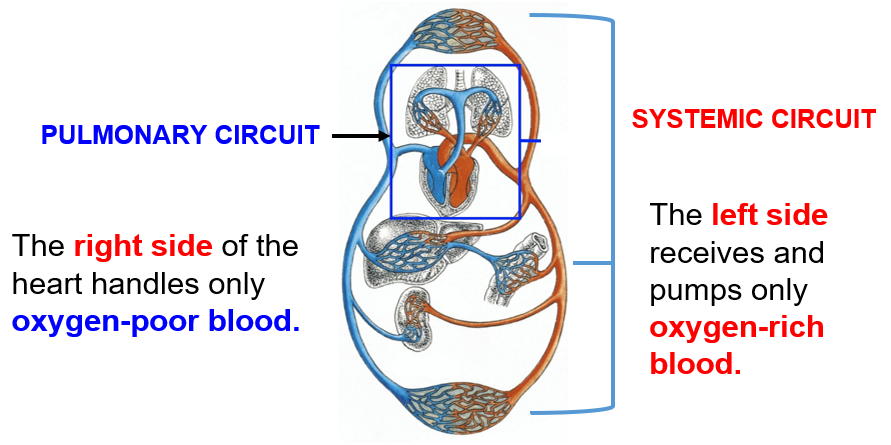 PULMONARY CIRCUIT
The right side of the
heart handles only
oxygen-poor blood.
SYSTEMIC CIRCUIT
The left side
receives and
pumps only
oxygen-rich
blood.